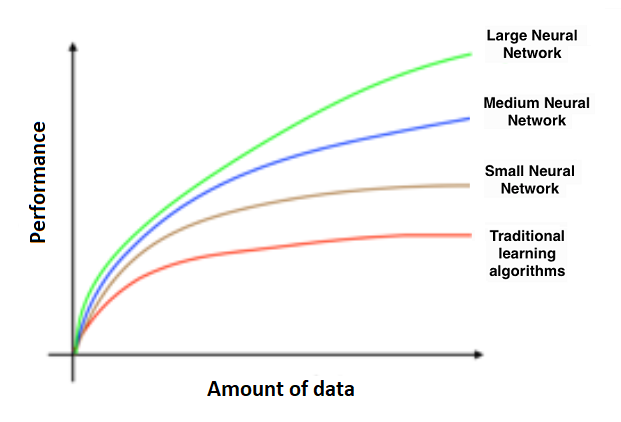 Large Neural
Network
Medium Neural
Network
Small Neural
Network
Traditional
learning
algorithms
Performance
Amount of data